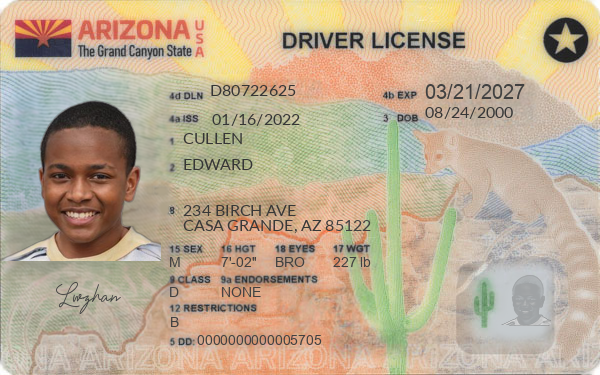 ARIZONA USA
The Grand Canyon State
DRIVER LICENSE
4d DLN D80722625
4b EXP 03/21/2027
4a ISS 01/16/2022
3 DOB 08/24/2000
1 CULLEN
2 EDWARD
8 234 BIRCH AVE
CASA GRANDE, AZ 85122
15 SEX 16 HGT 18 EYES 17 WGT
M 7'-02" BRO 227 lb
9 CLASS 9a ENDORSEMENTS
D NONE
12 RESTRICTIONS
B
5 DD: 0000000000005705
Lwzhan
ONA ARIZONA ARIZONA ARIZONA ARIZONA